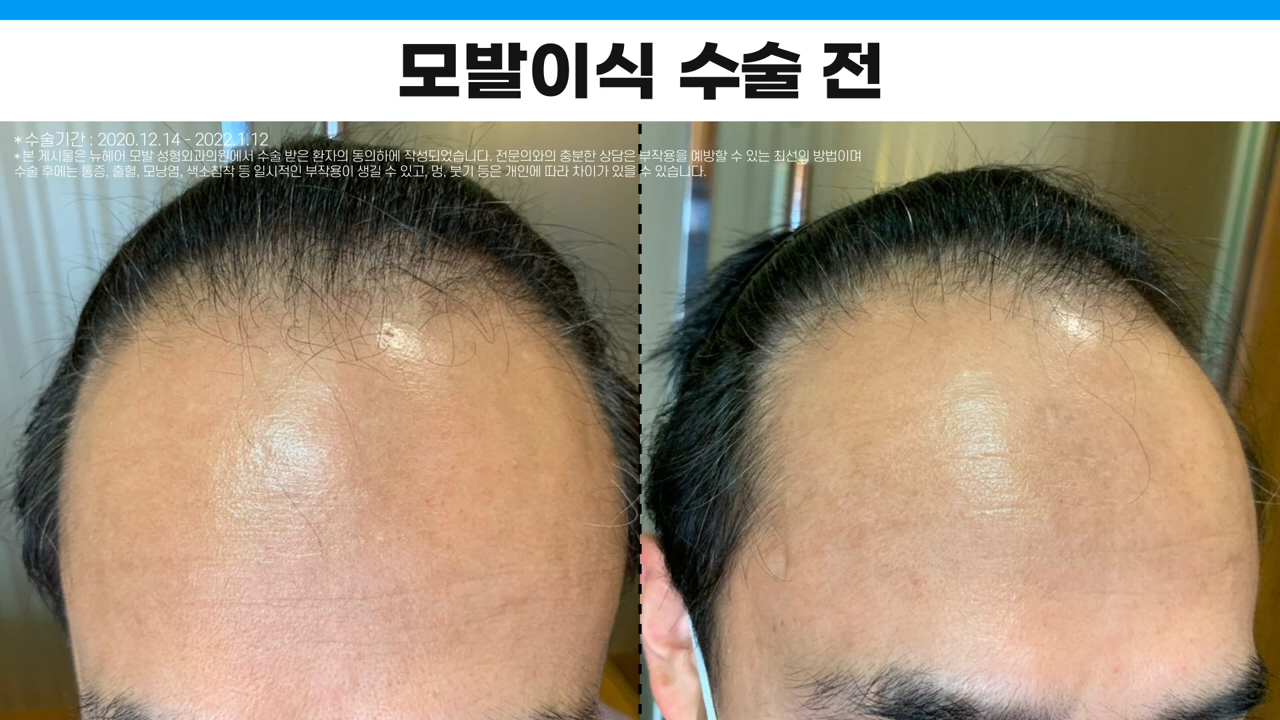 모발이식 수술 전
*수술기간 : 2020.12.14 - 2022.1.12
*본 게시물은 뉴헤어 모발 성형외과의원에서 수술 받은 환자의 동의하에 작성되었습니다. 전문의와의 충분한 상담은 부작용을 예방할 수 있는 최선의 방법이며
수술 후에는 통증, 출혈, 모낭염, 색소침착 등 일시적인 부작용이 생길 수 있고, 멍, 붓기 등은 개인에 따라 차이가 있을 수 있습니다.